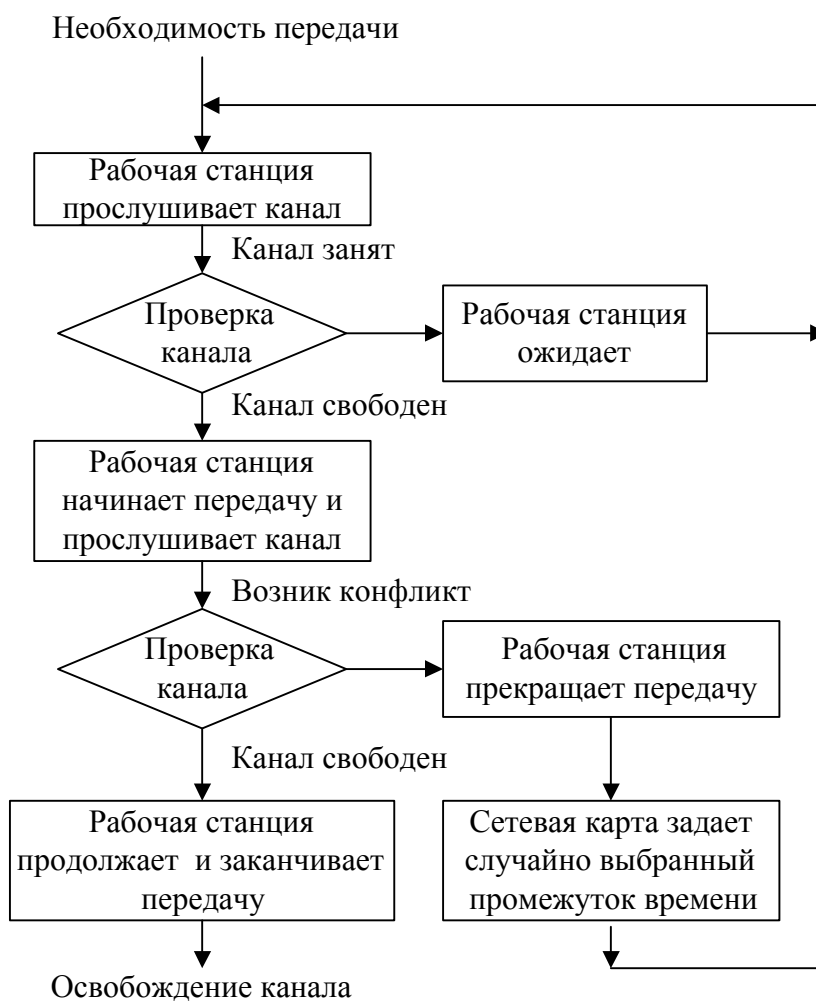 Необходимость передачи
Рабочая станция
прослушивает канал
Канал занят
Проверка
канала
Рабочая станция
ожидает
Канал свободен
Рабочая станция
начинает передачу и
прослушивает канал
Возник конфликт
Проверка
канала
Рабочая станция
прекращает передачу
Канал свободен
Рабочая станция
продолжает и заканчивает
передачу
Сетевая карта задает
случайно выбранный
промежуток времени
Освобождение канала